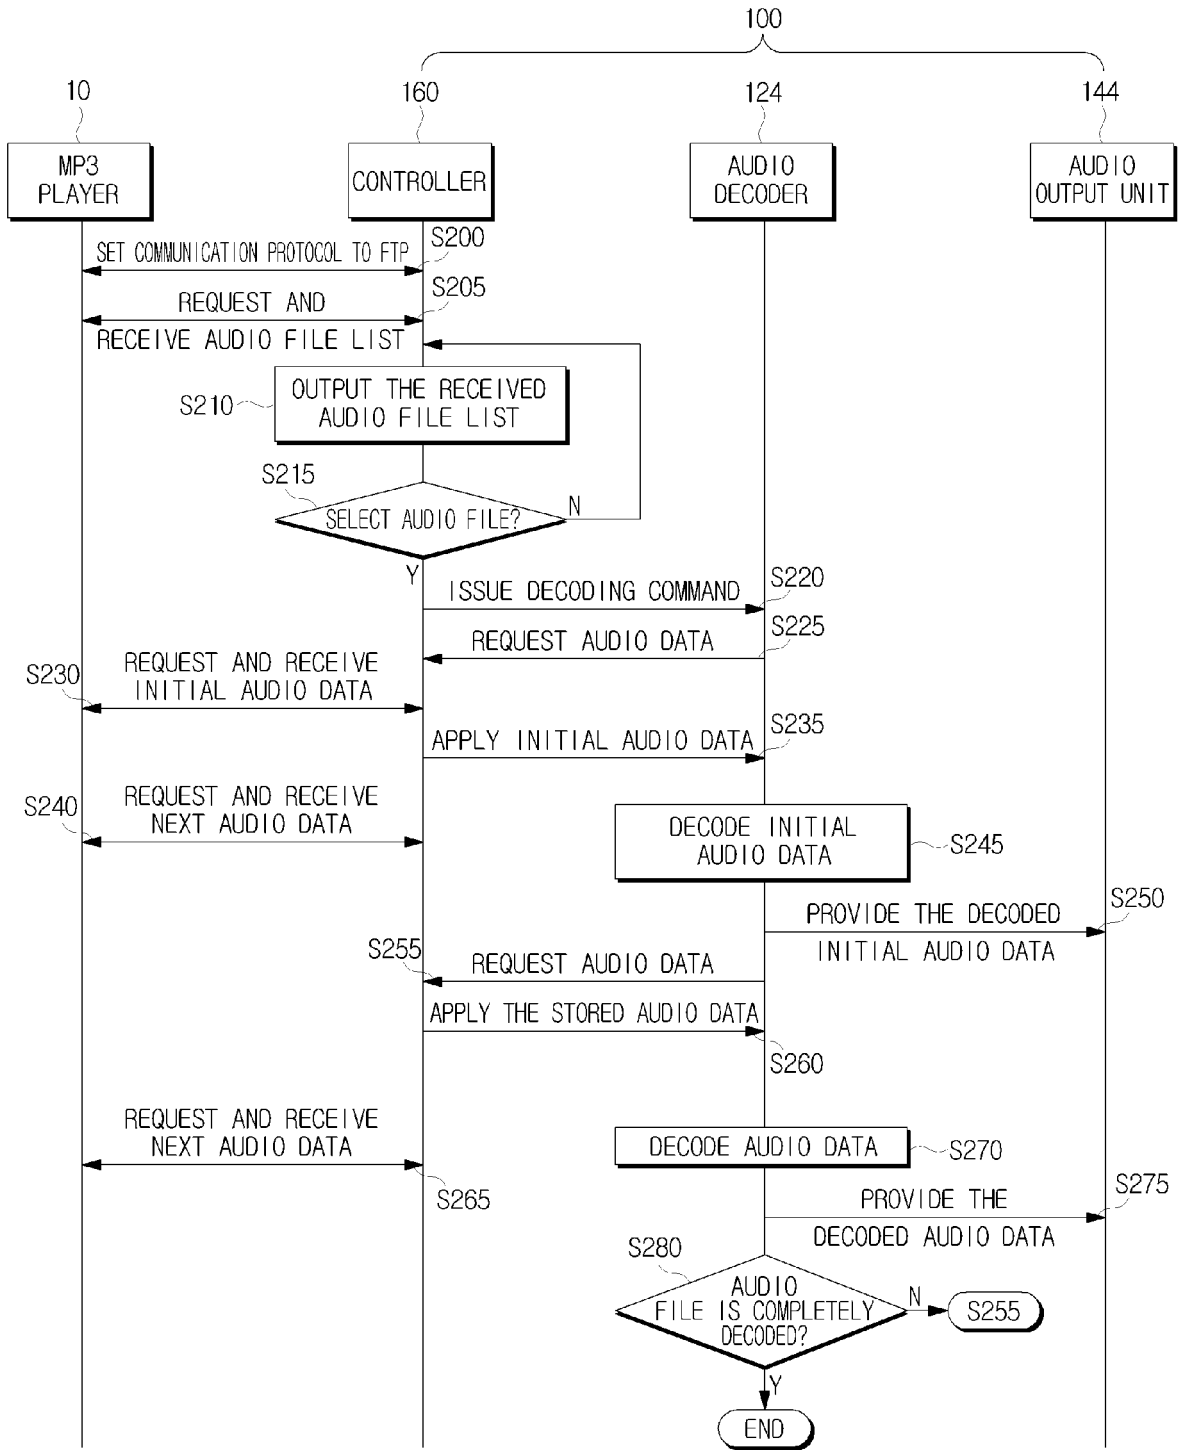 100
10
160
124
144
MP3
PLAYER
CONTROLLER
AUDIO
DECODER
AUDIO
OUTPUT UNIT
SET COMMUNICATION PROTOCOL TO FTP
S200
REQUEST AND
RECEIVE AUDIO FILE LIST
S205
S210
OUTPUT THE RECEIVED
AUDIO FILE LIST
S215
SELECT AUDIO FILE?
N
Y
ISSUE DECODING COMMAND
S220
REQUEST AUDIO DATA
S225
S230
REQUEST AND RECEIVE
INITIAL AUDIO DATA
APPLY INITIAL AUDIO DATA
S235
S240
REQUEST AND RECEIVE
NEXT AUDIO DATA
DECODE INITIAL
AUDIO DATA
S245
PROVIDE THE DECODED
INITIAL AUDIO DATA
S250
S255
REQUEST AUDIO DATA
APPLY THE STORED AUDIO DATA
S260
REQUEST AND RECEIVE
NEXT AUDIO DATA
S265
DECODE AUDIO DATA
S270
PROVIDE THE
DECODED AUDIO DATA
S275
S280
AUDIO
FILE IS COMPLETELY
DECODED?
N
S255
Y
END